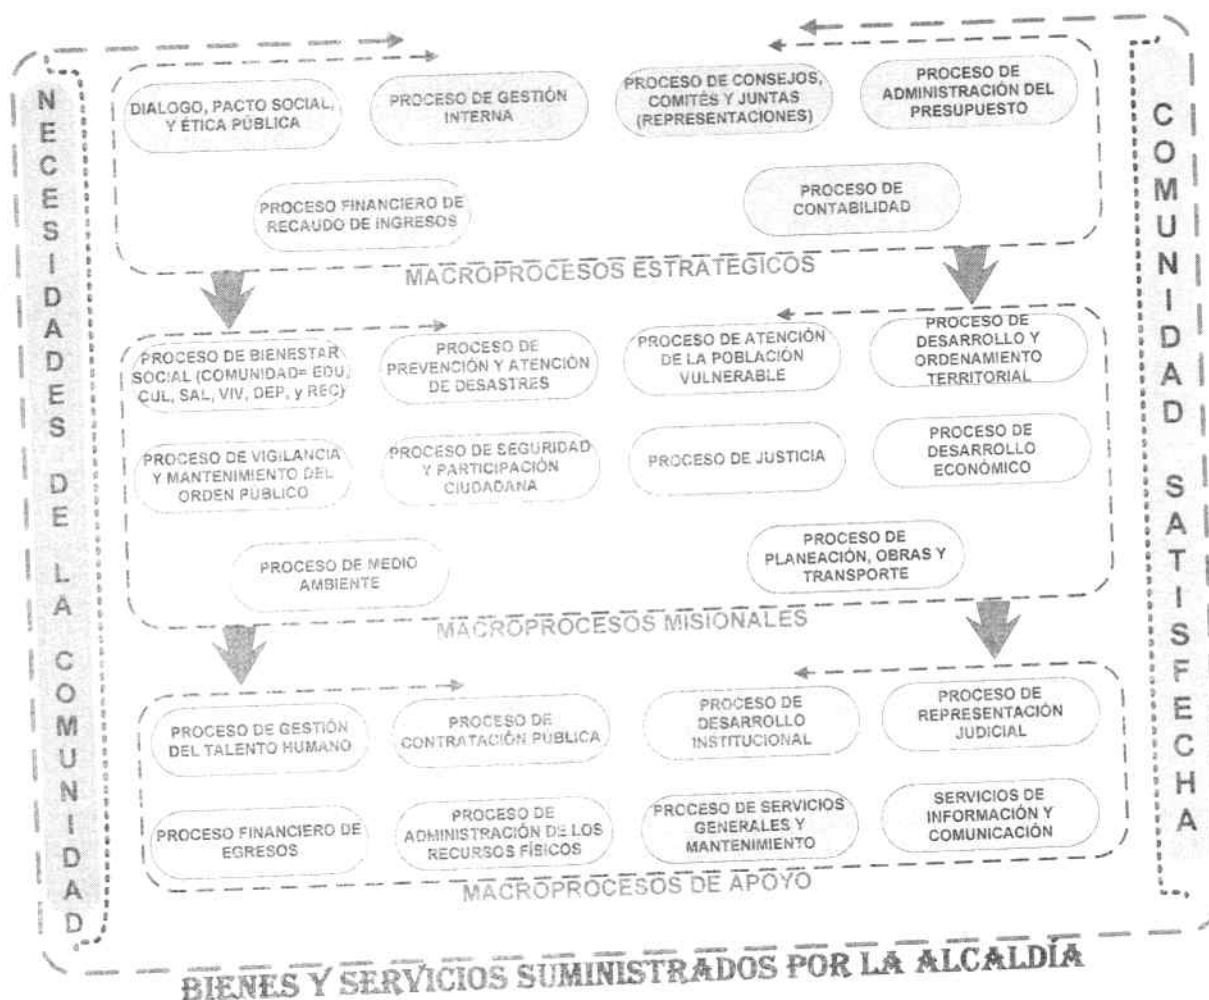 NECESIDADES DE LA COMUNIDAD
DIALOGO, PACTO SOCIAL,
Y ÉTICA PÚBLICA
PROCESO DE GESTIÓN
INTERNA
PROCESO DE CONSEJOS,
COMITÉS Y JUNTAS
(REPRESENTACIONES)
PROCESO DE
ADMINISTRACIÓN DEL
PRESUPUESTO
PROCESO FINANCIERO DE
RECAUDO DE INGRESOS
PROCESO DE
CONTABILIDAD
MACROPROCESOS ESTRATEGICOS
PROCESO DE BIENESTAR
SOCIAL (COMUNIDAD= EDU,
CUL, SAL, VIV, DEP, y REC)
PROCESO DE
PREVENCIÓN Y ATENCIÓN
DE DESASTRES
PROCESO DE ATENCIÓN
DE LA POBLACIÓN
VULNERABLE
PROCESO DE
DESARROLLO Y
ORDENAMIENTO
TERRITORIAL
PROCESO DE VIGILANCIA
Y MANTENIMIENTO DEL
ORDEN PÚBLICO
PROCESO DE SEGURIDAD
Y PARTICIPACIÓN
CIUDADANA
PROCESO DE JUSTICIA
PROCESO DE
DESARROLLO
ECONÓMICO
PROCESO DE MEDIO
AMBIENTE
PROCESO DE
PLANEACIÓN, OBRAS Y
TRANSPORTE
MACROPROCESOS MISIONALES
PROCESO DE GESTIÓN
DEL TALENTO HUMANO
PROCESO DE
CONTRATACIÓN PÚBLICA
PROCESO DE
DESARROLLO
INSTITUCIONAL
PROCESO DE
REPRESENTACIÓN
JUDICIAL
PROCESO FINANCIERO DE
EGRESOS
PROCESO DE
ADMINISTRACIÓN DE LOS
RECURSOS FÍSICOS
PROCESO DE SERVICIOS
GENERALES Y
MANTENIMIENTO
SERVICIOS DE
INFORMACIÓN Y
COMUNICACIÓN
MACROPROCESOS DE APOYO
COMUNIDAD SATISFECHA
BIENES Y SERVICIOS SUMINISTRADOS POR LA ALCALDÍA